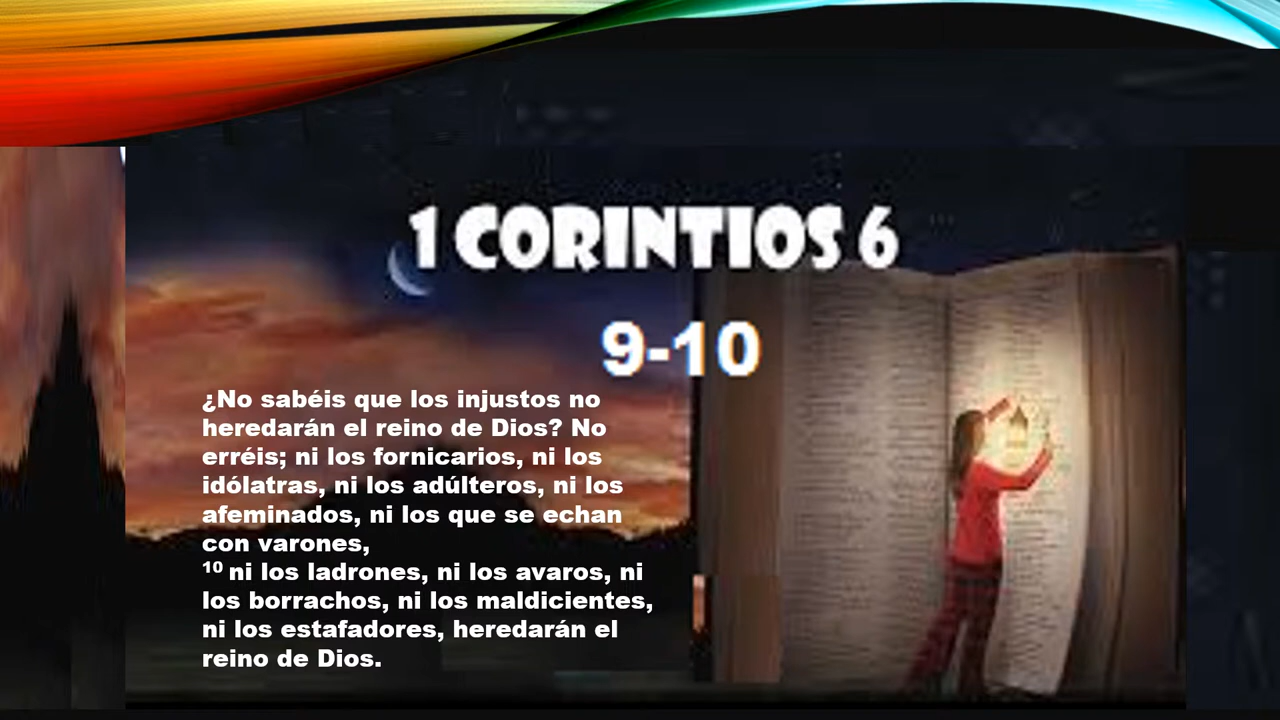 1 CORINTIOS 6
9-10
¿No sabéis que los injustos no
heredarán el reino de Dios? No
erréis; ni los fornicarios, ni los
idólatras, ni los adúlteros, ni los
afeminados, ni los que se echan
con varones,
10 ni los ladrones, ni los avaros, ni
los borrachos, ni los maldicientes,
ni los estafadores, heredarán el
reino de Dios.